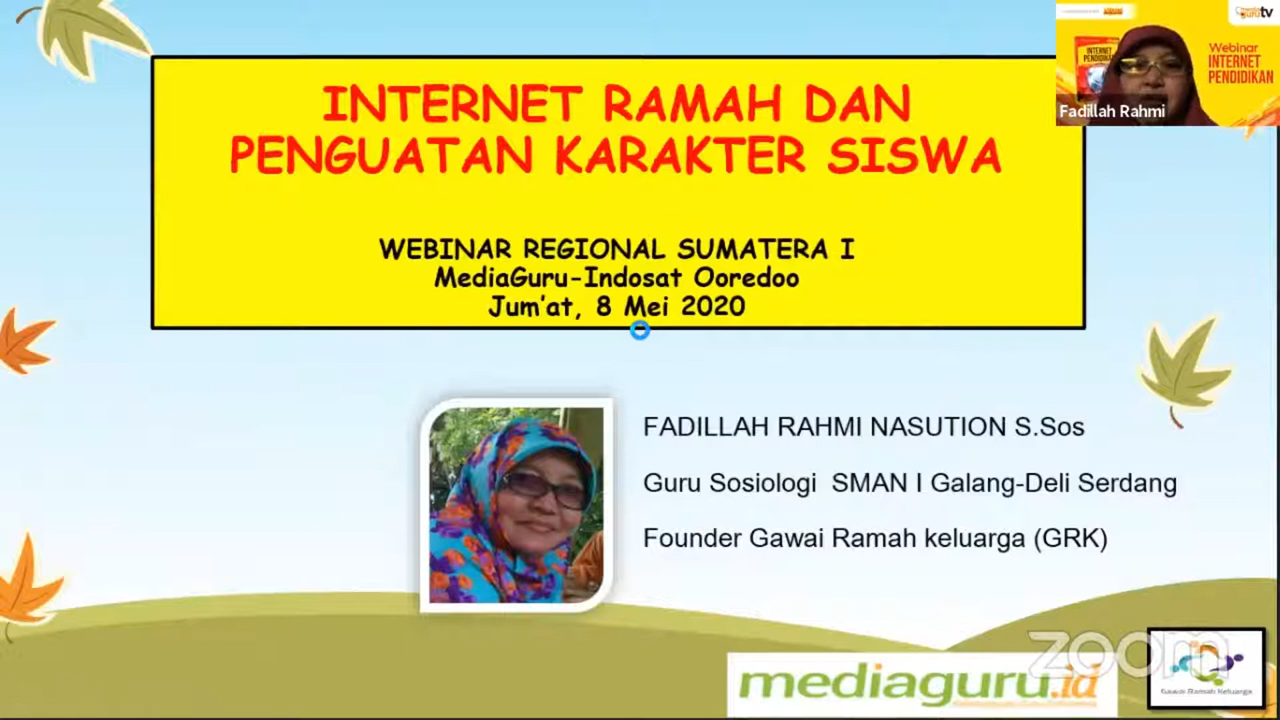 INTERNET RAMAH DAN
PENGUATAN KARAKTER SISWA
WEBINAR REGIONAL SUMATERA I
MediaGuru-Indosat Ooredoo
Jum'at, 8 Mei 2020
tv
Webinar
INTERNET
PENDIDIKAN
INTERNET
Fadillah Rahmi
FADILLAH RAHMI NASUTION S.Sos
Guru Sosiologi SMAN I Galang-Deli Serdang
Founder Gawai Ramah keluarga (GRK)
zoom
mediaguru.id
Gawai Ramah Keluarga